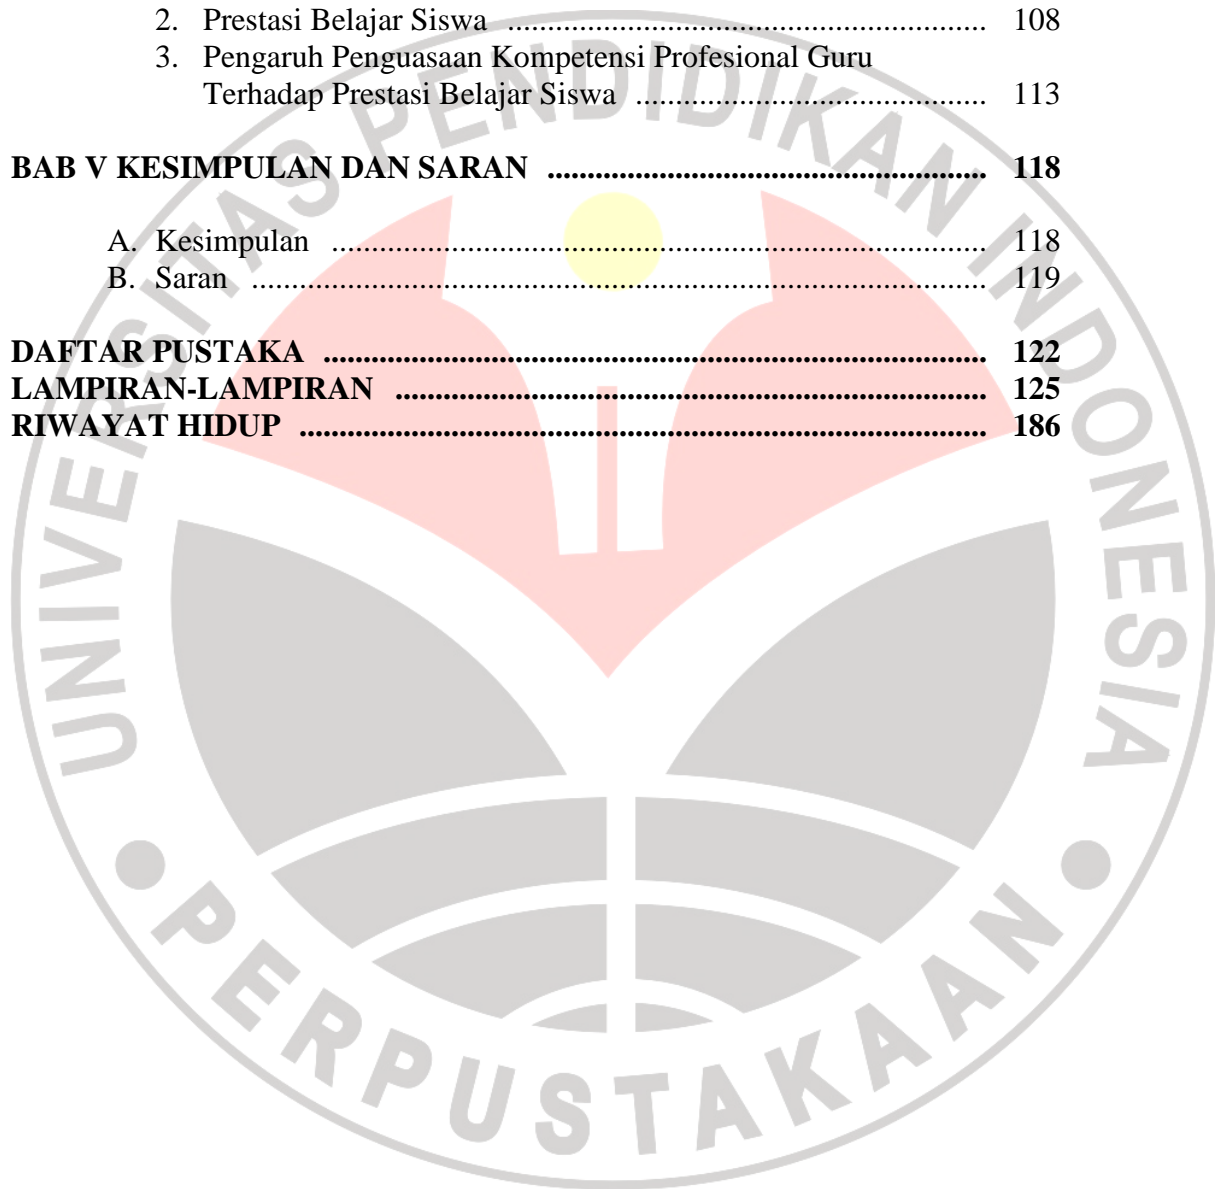 2. Prestasi Belajar Siswa ............................................................ 108
3. Pengaruh Penguasaan Kompetensi Profesional Guru
Terhadap Prestasi Belajar Siswa ............................................ 113
BAB V KESIMPULAN DAN SARAN ....................................................... 118
A. Kesimpulan .................................................................................. 118
B. Saran ............................................................................................ 119
DAFTAR PUSTAKA ................................................................................... 122
LAMPIRAN-LAMPIRAN .......................................................................... 125
RIWAYAT HIDUP ...................................................................................... 186
UNIVERSITAS PENDIDIKAN INDONESIA
PERPUSTAKAAN